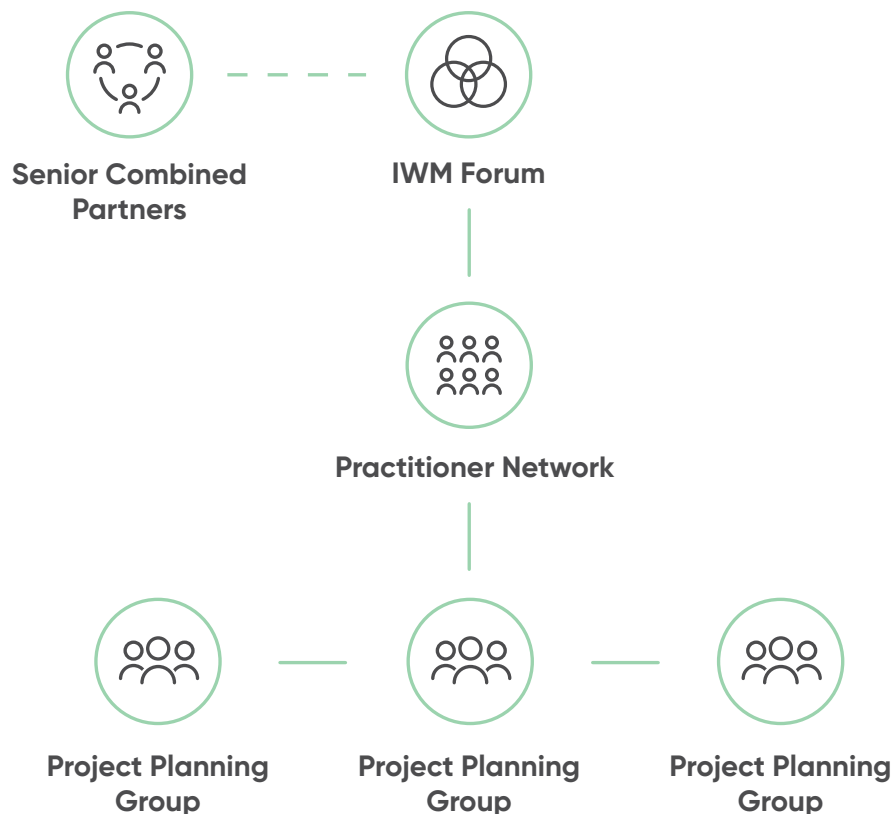 Senior Combined
Partners
IWM Forum
Practitioner Network
Project Planning
Group
Project Planning
Group
Project Planning
Group